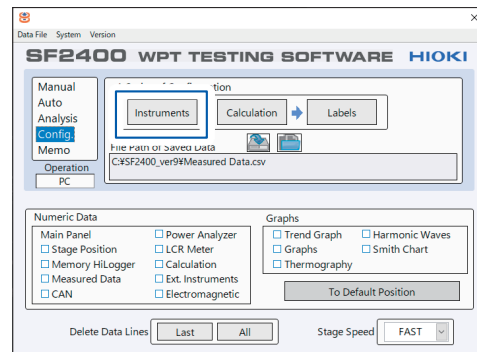 Data File System Version
SF2400 WPT TESTING SOFTWARE HIOKI
Manual
Auto
Analysis
Config.
Memo
Operation
PC
Instruments
Calculation
Labels
File Path of Saved Data
C:¥SF2400_ver9¥Measured Data.csv
Numeric Data
Main Panel
Stage Position
Memory HiLogger
Measured Data
CAN
Power Analyzer
LCR Meter
Calculation
Ext. Instruments
Electromagnetic
Graphs
Trend Graph
Graphs
Thermography
Harmonic Waves
Smith Chart
To Default Position
Delete Data Lines Last All
Stage Speed FAST